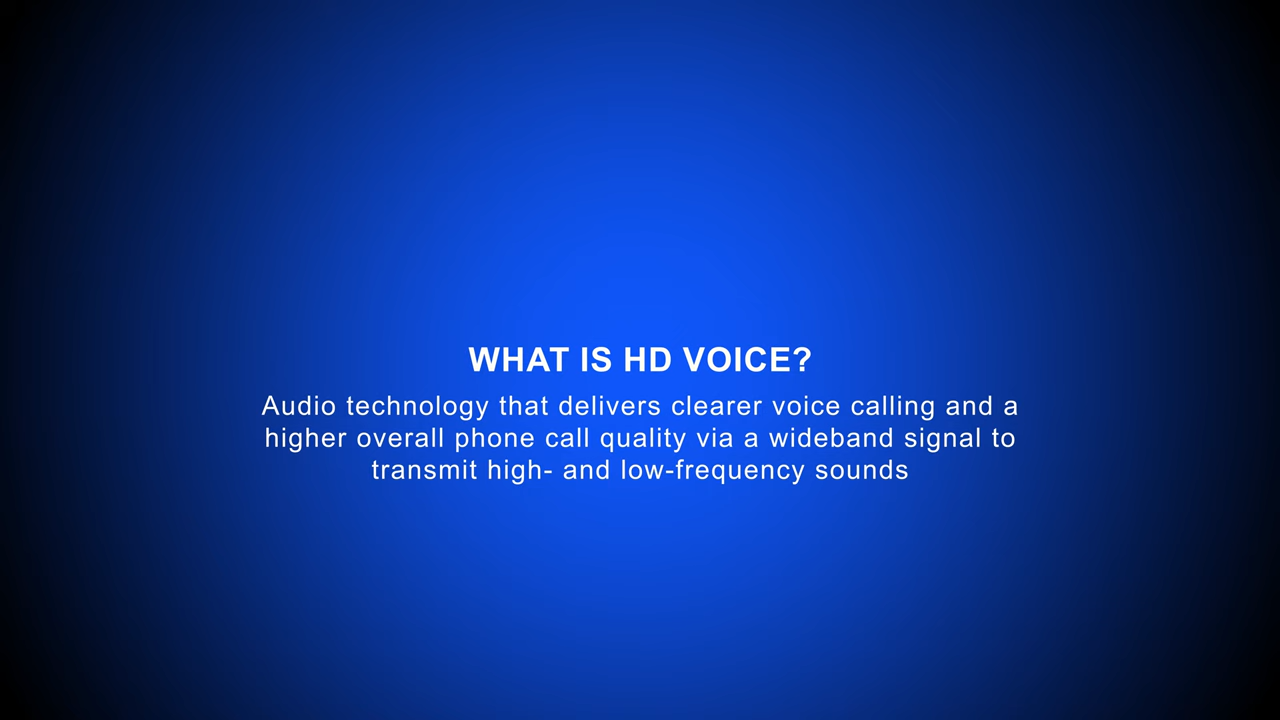 WHAT IS HD VOICE?
Audio technology that delivers clearer voice calling and a
higher overall phone call quality via a wideband signal to
transmit high- and low-frequency sounds